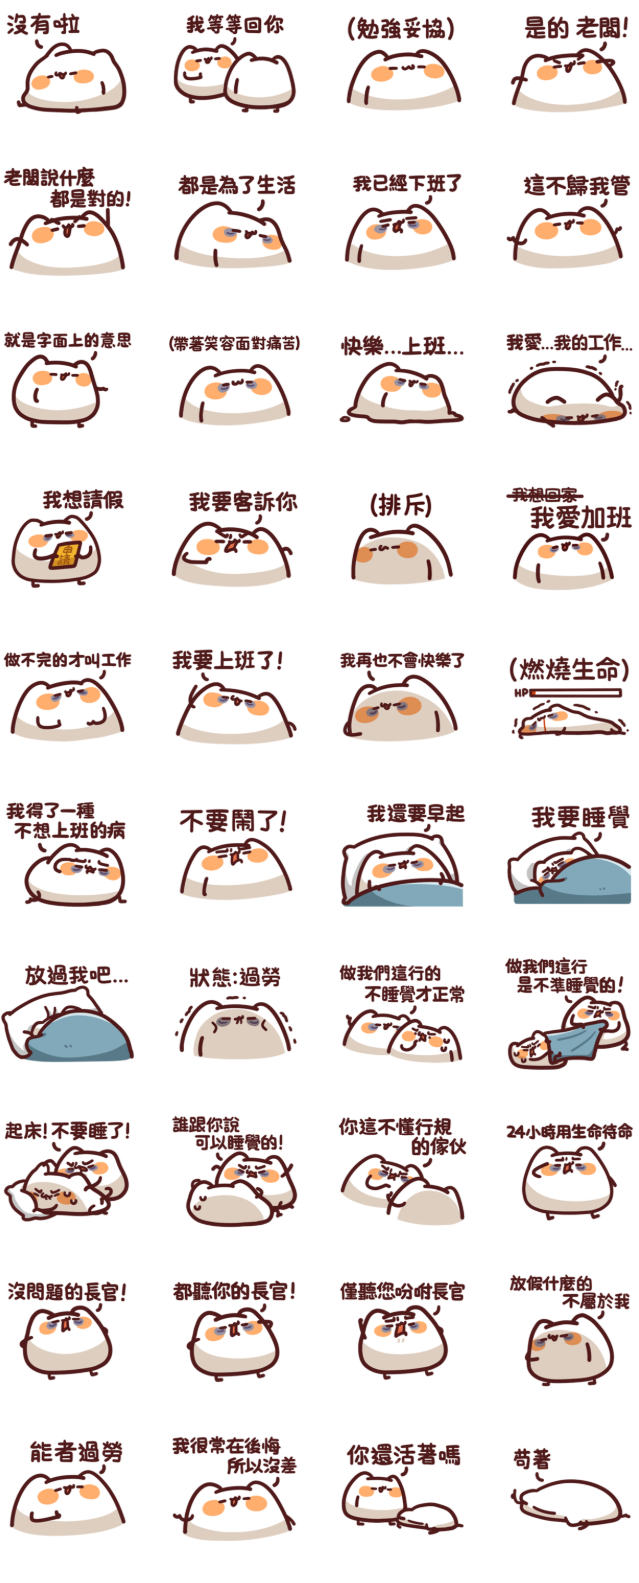 沒有啦
我等等回你
(勉強妥協)
是的 老闆!
老闆說什麼
都是對的!
都是為了生活
我已經下班了
這不歸我管
就是字面上的意思
(帶著笑容面對痛苦)
快樂...上班...
我愛...我的工作...
我想請假
申請
我要客訴你
(排斥)
我想回家
我愛加班
做不完的才叫工作
我要上班了!
我再也不會快樂了
(燃燒生命)
HP
我得了一種
不想上班的病
不要鬧了!
我還要早起
我要睡覺
放過我吧...
狀態:過勞
做我們這行的
不睡覺才正常
做我們這行
是不準睡覺的!
起床!不要睡了!
誰跟你說
可以睡覺的!
你這不懂行規
的傢伙
24小時用生命待命
沒問題的長官!
都聽你的長官!
僅聽您吩咐長官
放假什麼的
不屬於我
能者過勞
我很常在後悔
所以沒差
你還活著嗎
苟著